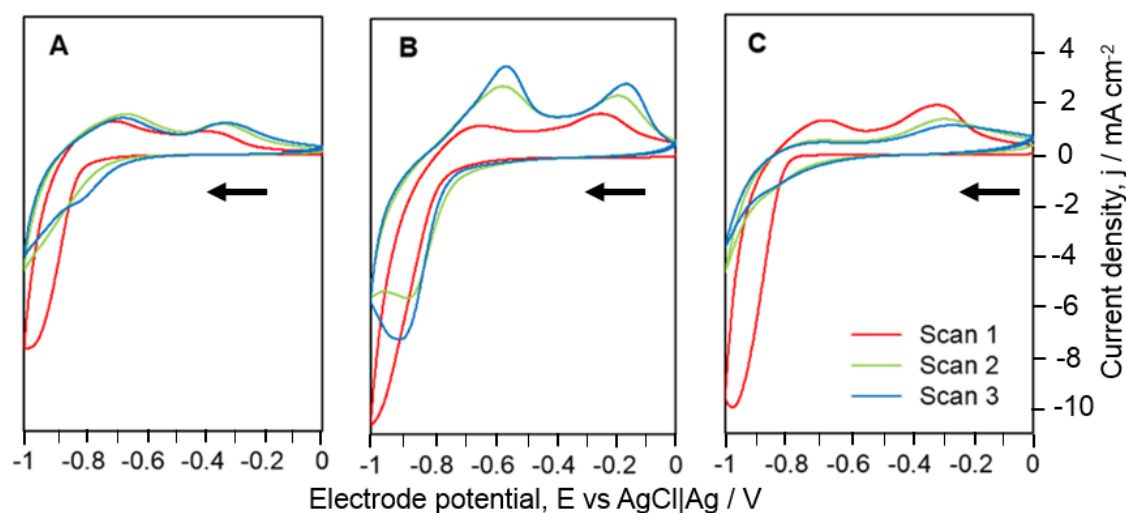 A
B
C
4
2
0
-2
-4
-6
-8
-10
Current density, j / mA cm-2
Scan 1
Scan 2
Scan 3
-1 -0.8 -0.6 -0.4 -0.2 0
-1 -0.8 -0.6 -0.4 -0.2 0
-1 -0.8 -0.6 -0.4 -0.2 0
Electrode potential, E vs AgCl|Ag / V